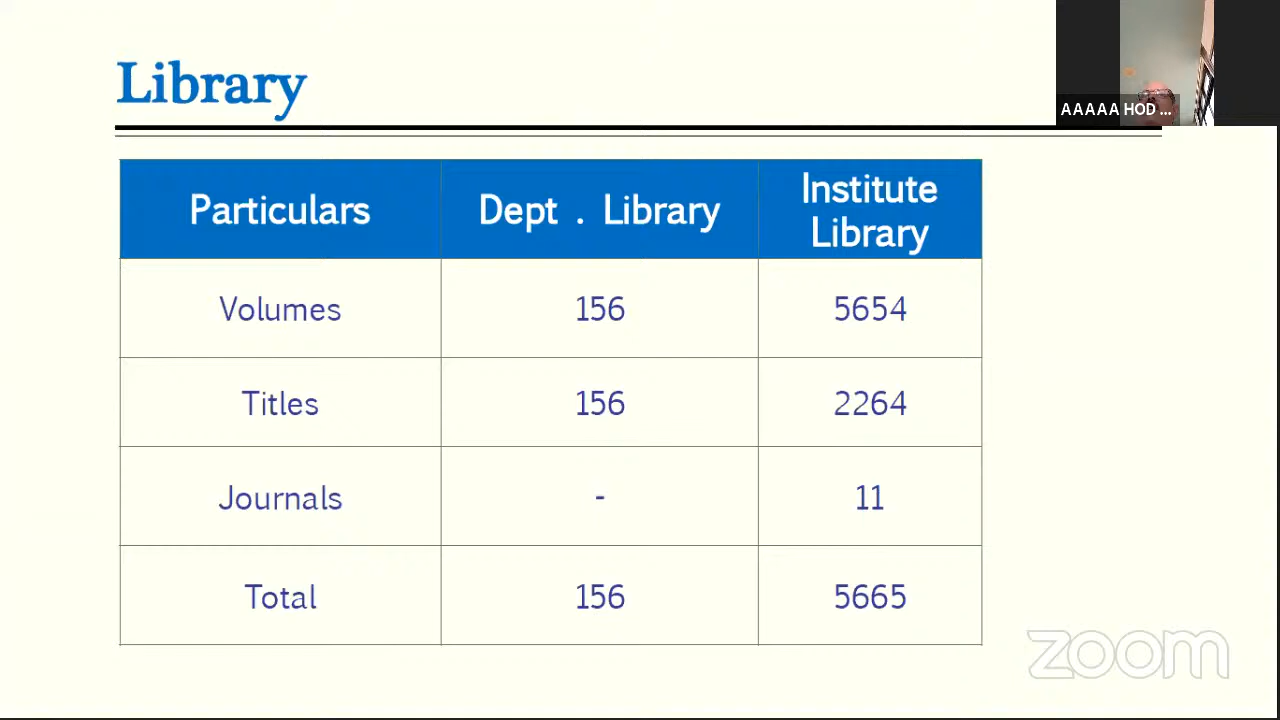 Library
AAAAA HOD ...
Particulars Dept . Library Institute Library
Volumes 156 5654
Titles 156 2264
Journals - 11
Total 156 5665
zoom